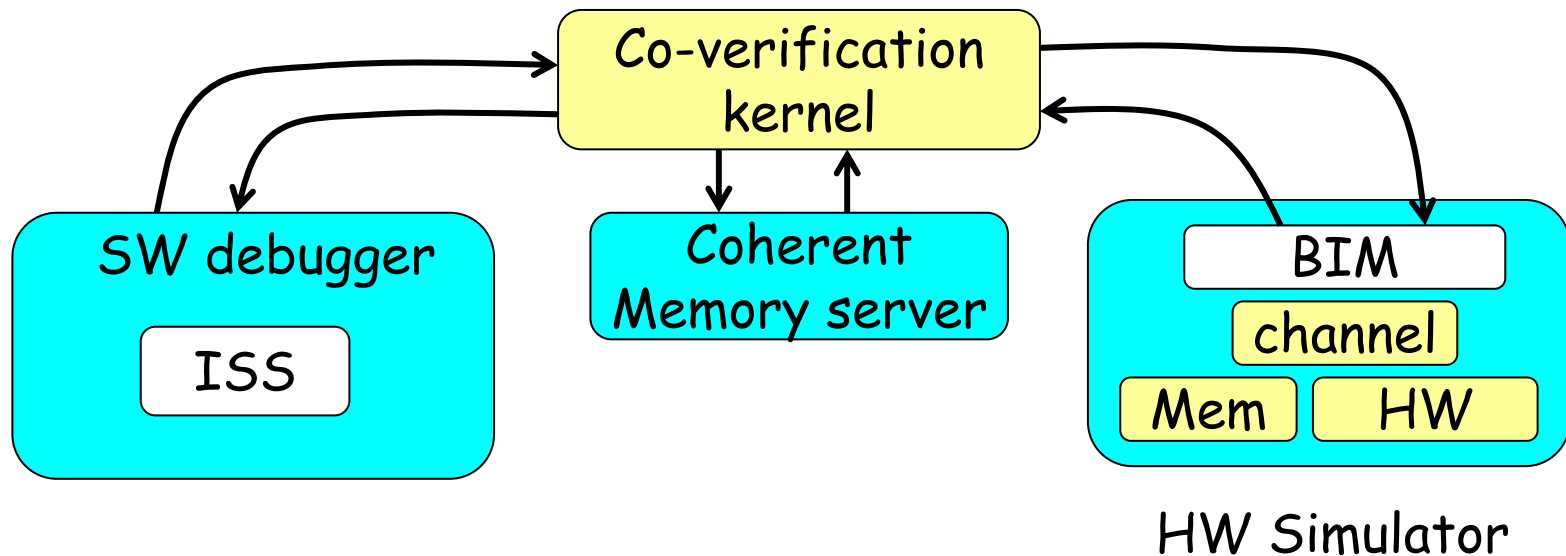 Co-verification
kernel
SW debugger
ISS
Coherent
Memory server
BIM
channel
Mem
HW
HW Simulator